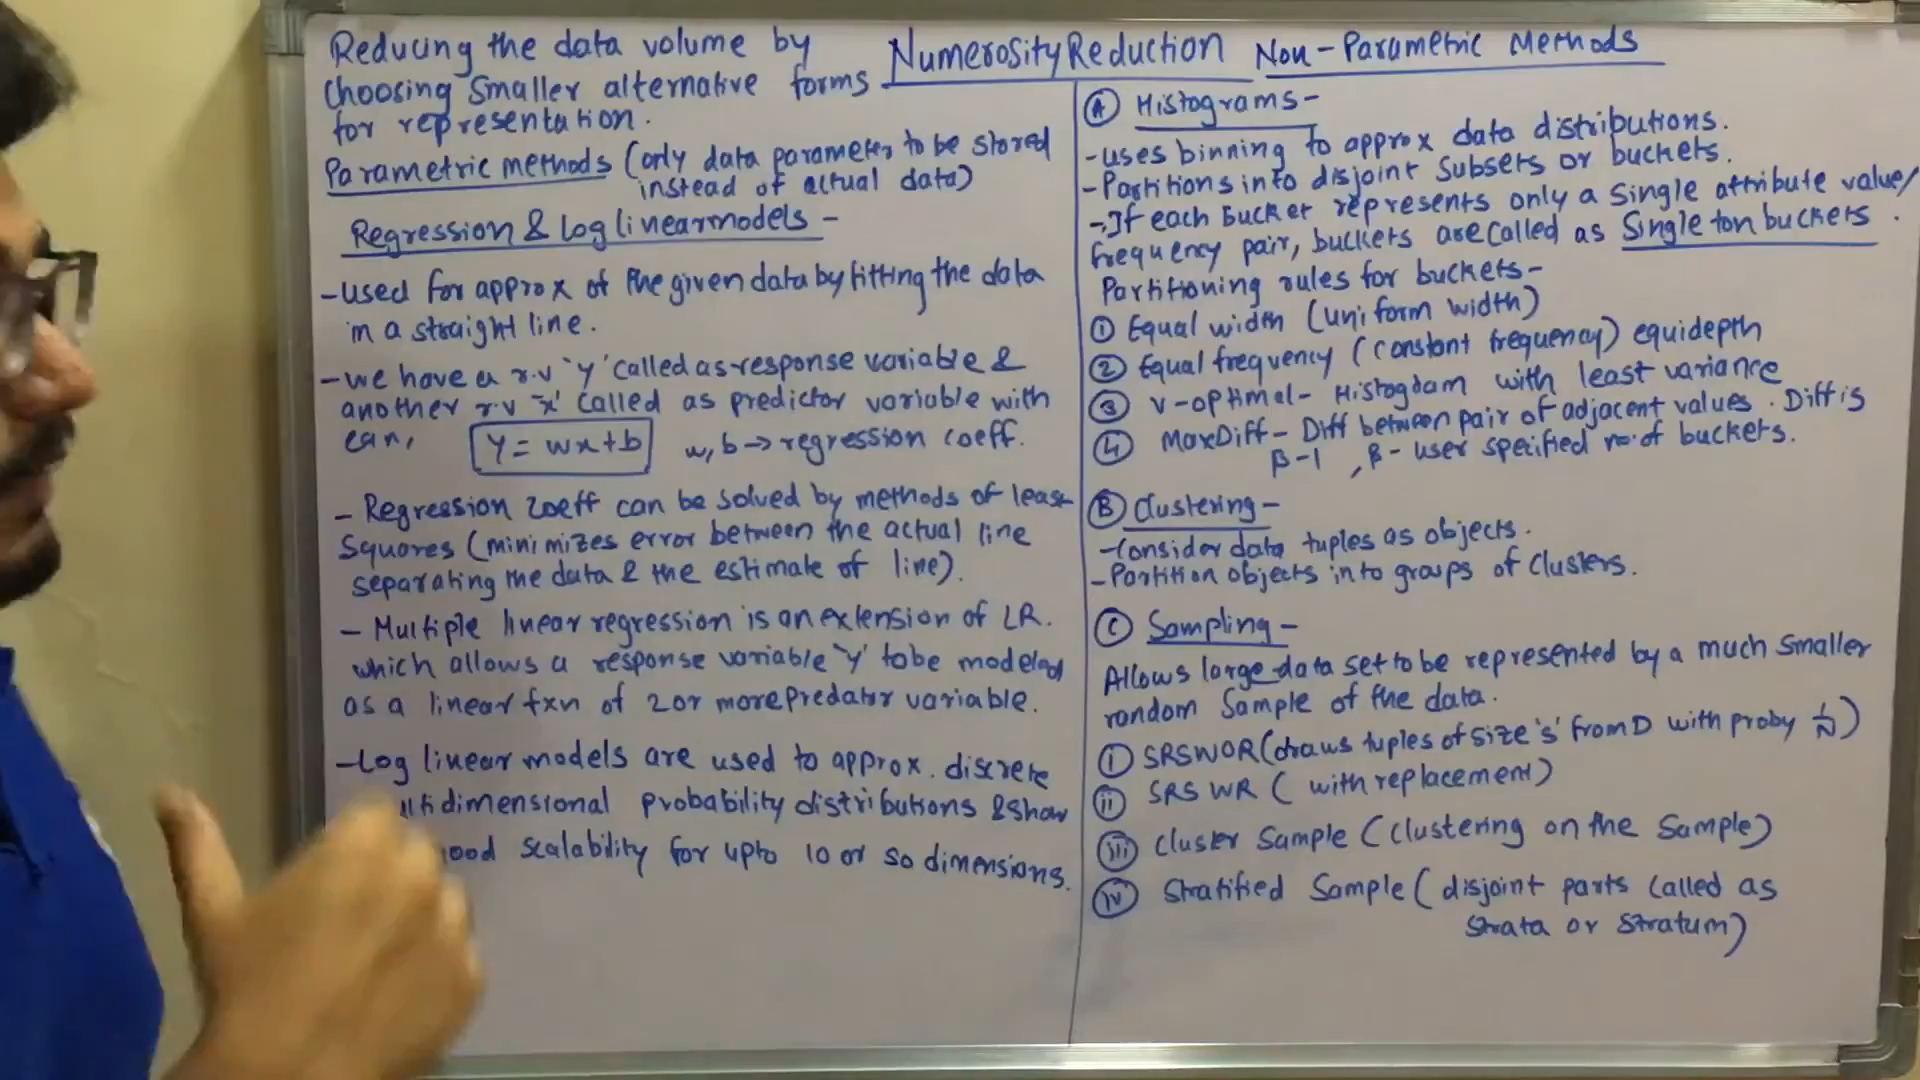 Numerosity Reduction
Reducing the data volume by
choosing smaller alternative forms
for representation.
Parametric methods (only data parameter to be stored
instead of actual data)
Regression & Log linear models -
- used for approx of the given data by fitting the data
in a straight line.
- we have a r.v 'y' called as response variable &
another r.v 'x' called as predictor variable with
eqn, y = wx+b w, b → regression coeff.
- Regression coeff can be solved by methods of least
squares (minimizes error between the actual line
separating the data & the estimate of line).
- Multiple linear regression is an extension of LR.
which allows a response variable 'y' to be modeled
as a linear fxn of 2 or more predator variable.
- Log linear models are used to approx. discrete
ultidimensional probability distributions & show
ood scalability for upto 10 or so dimensions.
Non-Parametric Methods
A Histograms -
- uses binning to approx data distributions.
- Partitions into disjoint subsets or buckets.
- If each bucket represents only a single attribute value/
frequency pair, buckets are called as Singleton buckets.
Partitioning rules for buckets -
1 Equal width (uniform width)
2 Equal frequency (constant frequency) equidepth
3 V-optimal - Histogram with least variance
4 MaxDiff - Diff between pair of adjacent values. Diff is
β-1, β - user specified no. of buckets.
B Clustering -
- Consider data tuples as objects.
- Partition objects into groups of clusters.
C Sampling -
Allows large data set to be represented by a much smaller
random sample of the data.
i SRSWOR (draws tuples of size 's' from D with proby 1/N)
ii SRSWR (with replacement)
iii Cluster Sample (clustering on the Sample)
iv Stratified Sample (disjoint parts called as
Strata or Stratum)